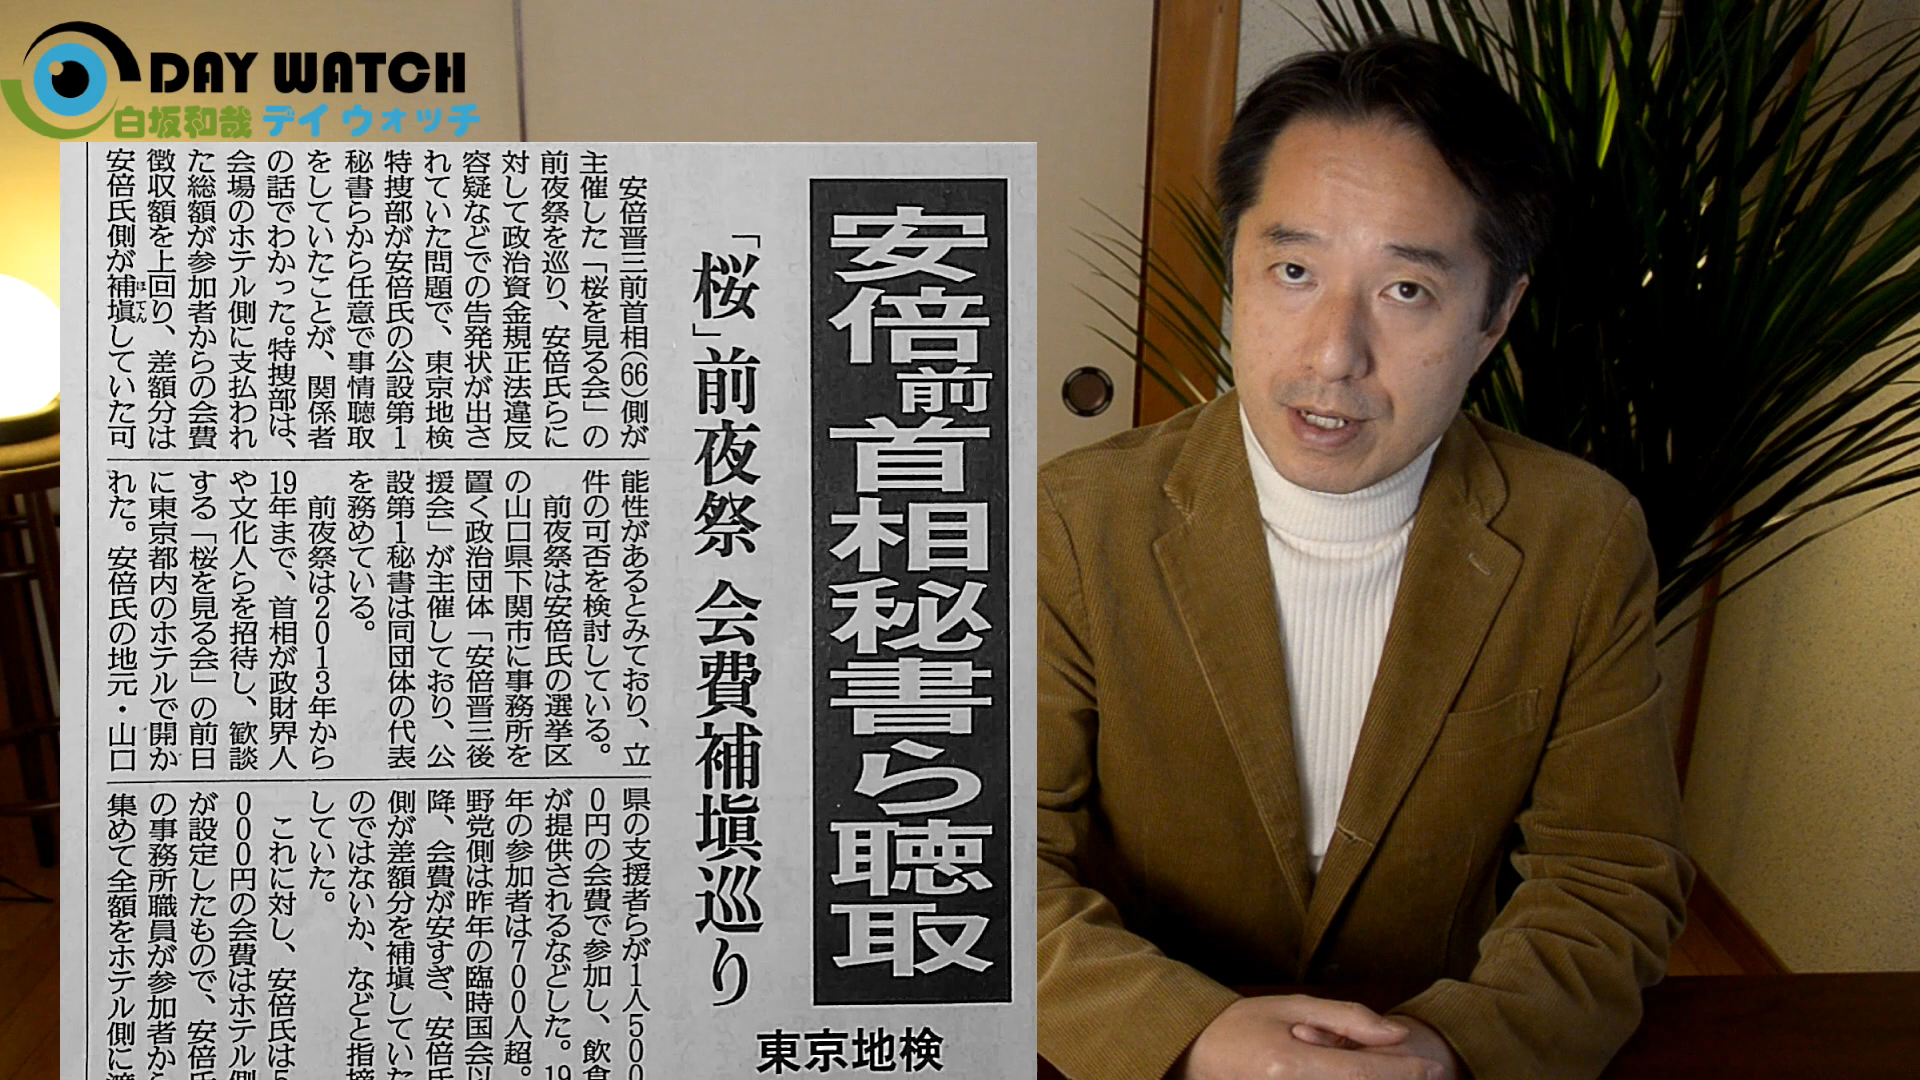 DAY WATCH
白坂和哉 デイウォッチ
安倍前首相秘書ら聴取
「桜」前夜祭 会費補塡巡り
東京地検
安倍晋三前首相(66)側が
主催した「桜を見る会」の
前夜祭を巡り、安倍氏らに
対して政治資金規正法違反
容疑などでの告発状が出さ
れていた問題で、東京地検
特捜部が安倍氏の公設第1
秘書らから任意で事情聴取
をしていたことが、関係者
の話でわかった。特捜部は、
会場のホテル側に支払われ
た総額が参加者からの会費
徴収額を上回り、差額分は
安倍氏側が補塡ほてんしていた可
能性があるとみており、立
件の可否を検討している。
前夜祭は安倍氏の選挙区
の山口県下関市に事務所を
置く政治団体「安倍晋三後
援会」が主催しており、公
設第1秘書は同団体の代表
を務めている。
前夜祭は2013年から
19年まで、首相が政財界人
や文化人らを招待し、歓談
する「桜を見る会」の前日
に東京都内のホテルで開か
れた。安倍氏の地元・山口
県の支援者らが1人500
0円の会費で参加し、飲食
が提供されるなどした。19
年の参加者は700人超。
野党側は昨年の臨時国会以
降、会費が安すぎ、安倍氏
側が差額分を補塡していた
のではないか、などと指摘
していた。
これに対し、安倍氏は5
000円の会費はホテル側
が設定したもので、安倍氏
の事務所職員が参加者から
集めて全額をホテル側に渡